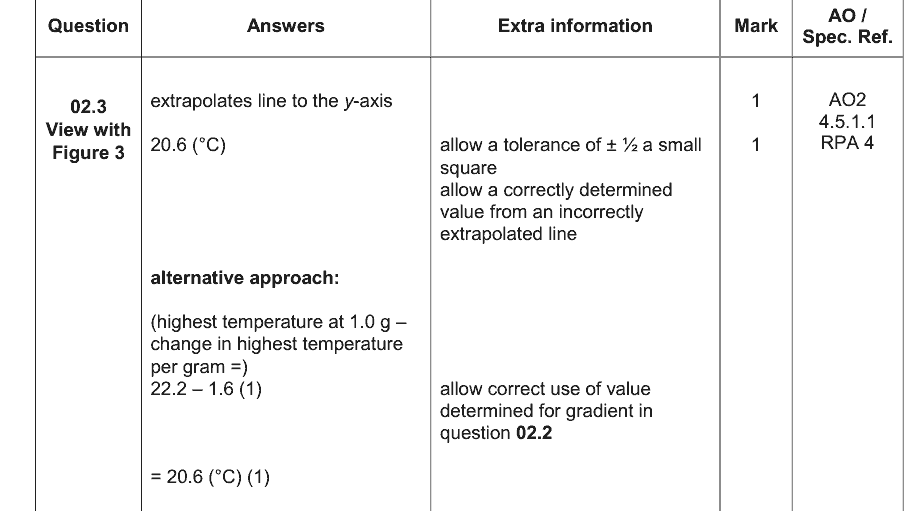 Question Answers Extra information Mark AO /
Spec. Ref.
02.3
View with
Figure 3
extrapolates line to the y-axis 1 AO2
4.5.1.1
20.6 (°C) allow a tolerance of ± ½ a small 1 RPA 4
square
allow a correctly determined
value from an incorrectly
extrapolated line
alternative approach:
(highest temperature at 1.0 g –
change in highest temperature
per gram =)
22.2 – 1.6 (1) allow correct use of value
determined for gradient in
question 02.2
= 20.6 (°C) (1)